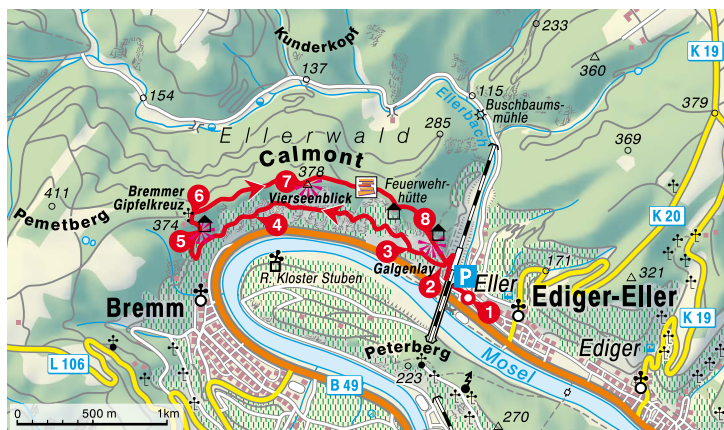 233
K 19
Kunderkopf
360
137
154
115
Ellerbach
Buschbaums-
mühle
379
Ellerwald
285
369
Calmont
378
Bremmer
Gipfelkreuz
6
7
Vierseenblick
Feuerwehr-
hütte
411
Pemetberg
374
5
4
8
K 20
3
Galgenlay
P
171
321
R. Kloster Stuben
2
Eller
Ediger-Eller
Bremm
1
K 19
Ediger
Peterberg
Mosel
L 106
223
B 49
270
0 500 m 1km